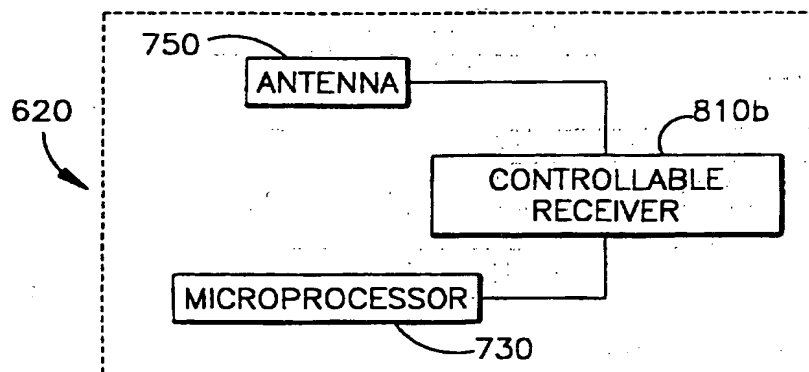 750
ANTENNA
620
810b
CONTROLLABLE
RECEIVER
MICROPROCESSOR
730